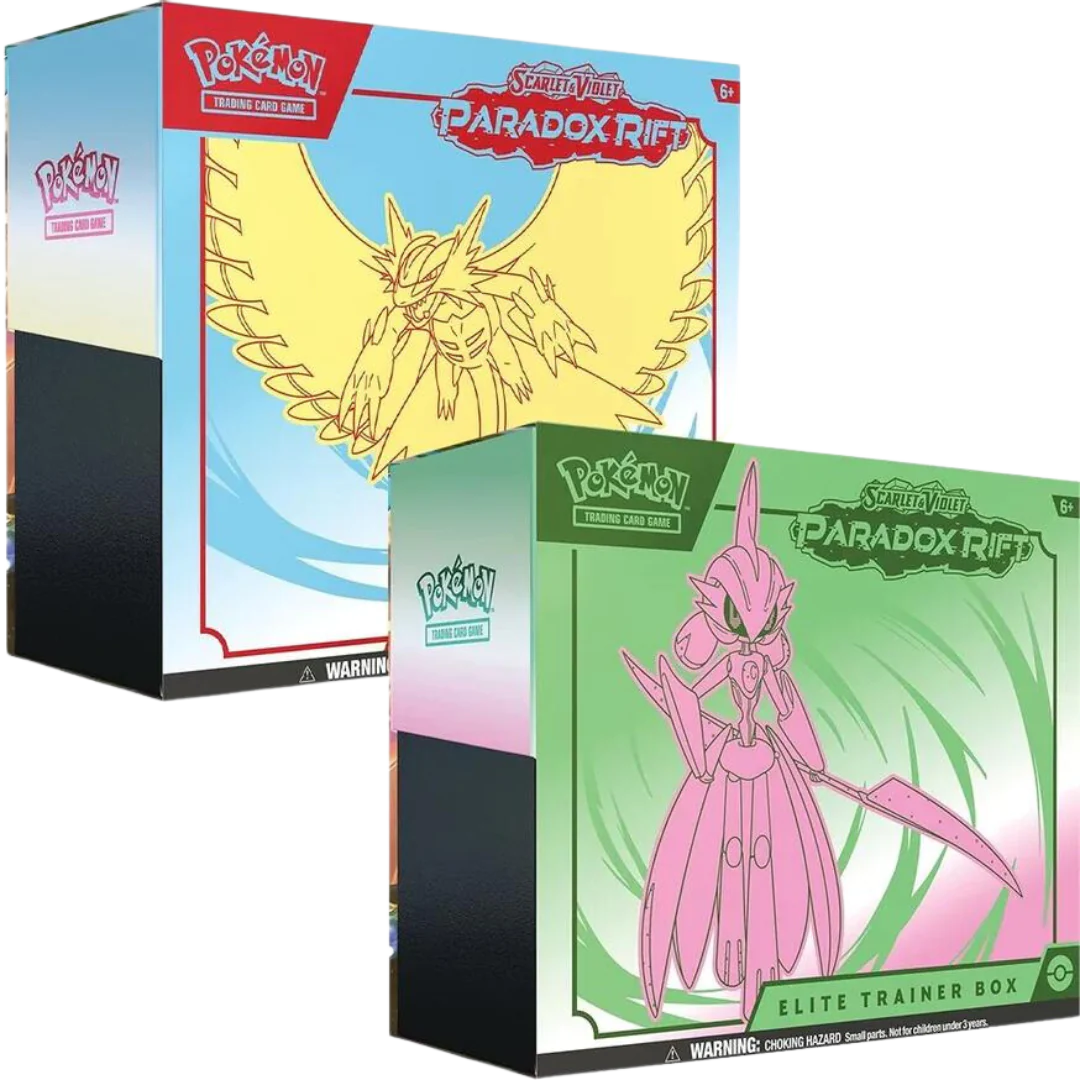 POKéMON
TRADING CARD GAME
SCARLET & VIOLET
PARADOX RIFT
6+
POKéMON
TRADING CARD GAME
WARNIN
POKéMON
TRADING CARD GAME
SCARLET & VIOLET
PARADOX RIFT
6+
POKéMON
TRADING CARD GAME
ELITE TRAINER BOX
WARNING: CHOKING HAZARD Small parts. Not for children under 3 years.